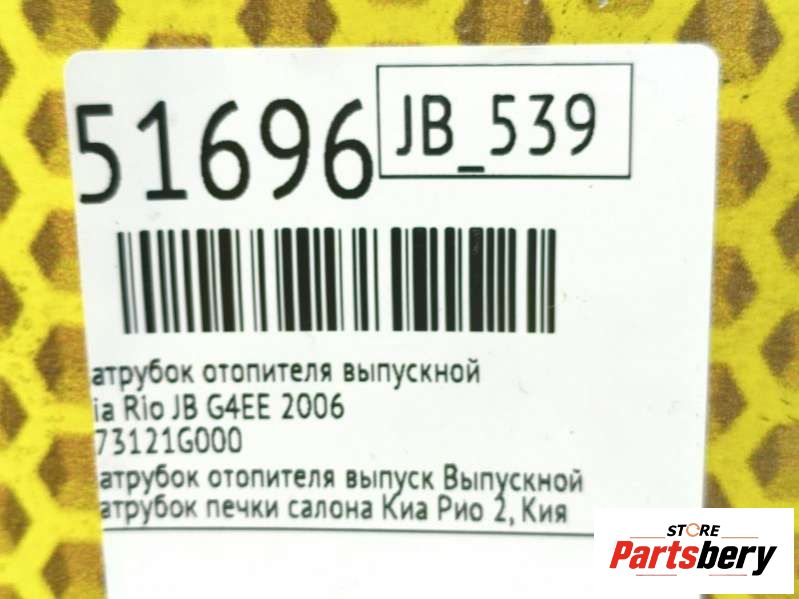 51696
JB_539
атрубок отопителя выпускной
ia Rio JB G4EE 2006
73121G000
атрубок отопителя выпуск Выпускной
атрубок печки салона Киа Рио 2, Кия
STORE
Partsbery